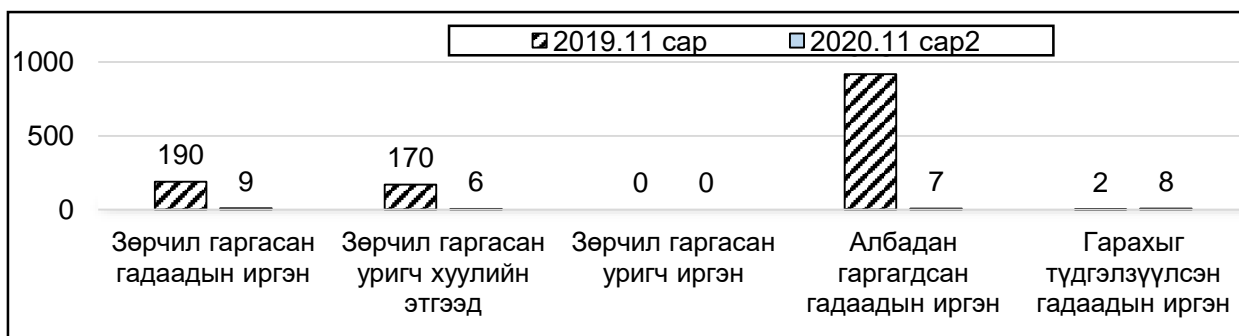 2019.11 сар 2020.11 сар2
1000
500
0
190 9 170 6 0 0 7 2 8
Зөрчил гаргасан гадаадын иргэн
Зөрчил гаргасан уригч хуулийн этгээд
Зөрчил гаргасан уригч иргэн
Албадан гаргагдсан гадаадын иргэн
Гарахыг түдгэлзүүлсэн гадаадын иргэн